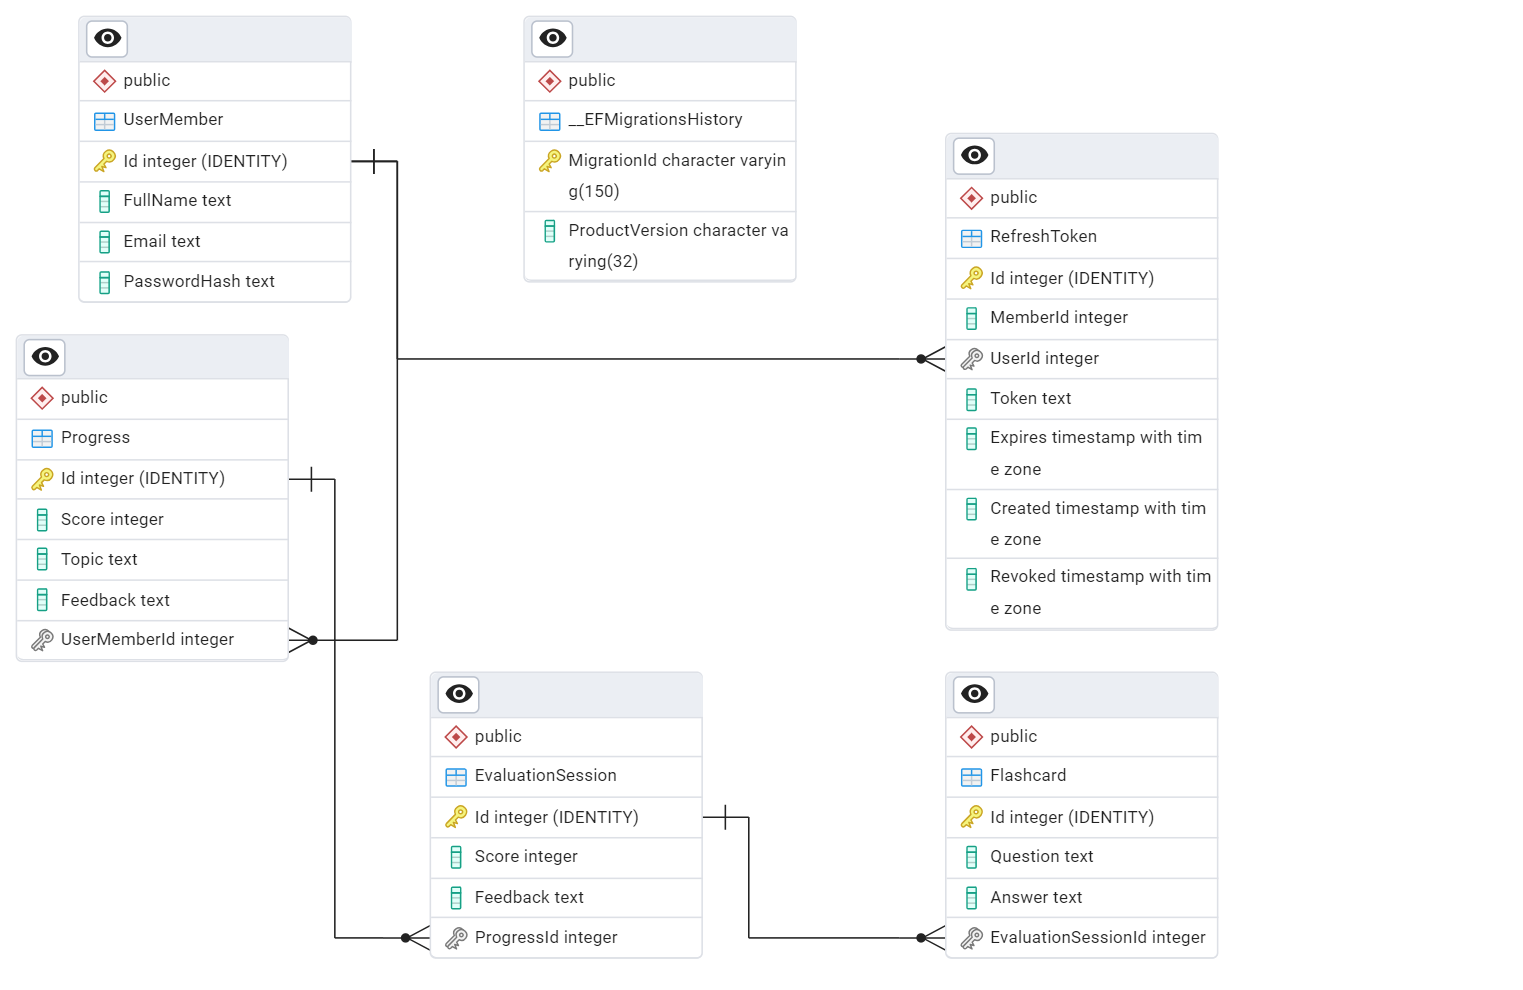 public
UserMember
Id integer (IDENTITY)
FullName text
Email text
PasswordHash text
public
__EFMigrationsHistory
MigrationId character varyin
g(150)
ProductVersion character va
rying(32)
public
RefreshToken
Id integer (IDENTITY)
MemberId integer
UserId integer
Token text
Expires timestamp with tim
e zone
Created timestamp with tim
e zone
Revoked timestamp with tim
e zone
public
Progress
Id integer (IDENTITY)
Score integer
Topic text
Feedback text
UserMemberId integer
public
EvaluationSession
Id integer (IDENTITY)
Score integer
Feedback text
ProgressId integer
public
Flashcard
Id integer (IDENTITY)
Question text
Answer text
EvaluationSessionId integer